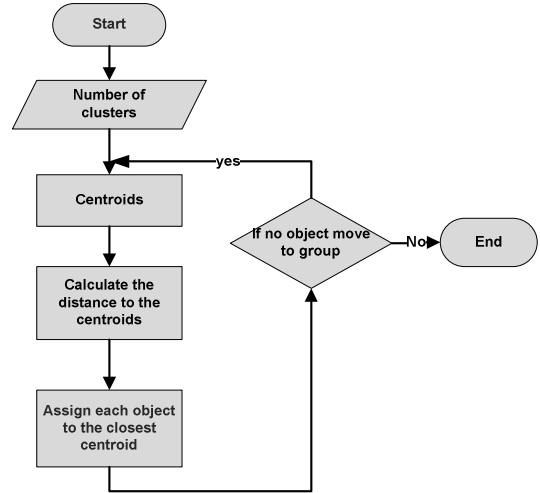 Start
Number of
clusters
yes
Centroids
If no object move
to group
No
End
Calculate the
distance to the
centroids
Assign each object
to the closest
centroid